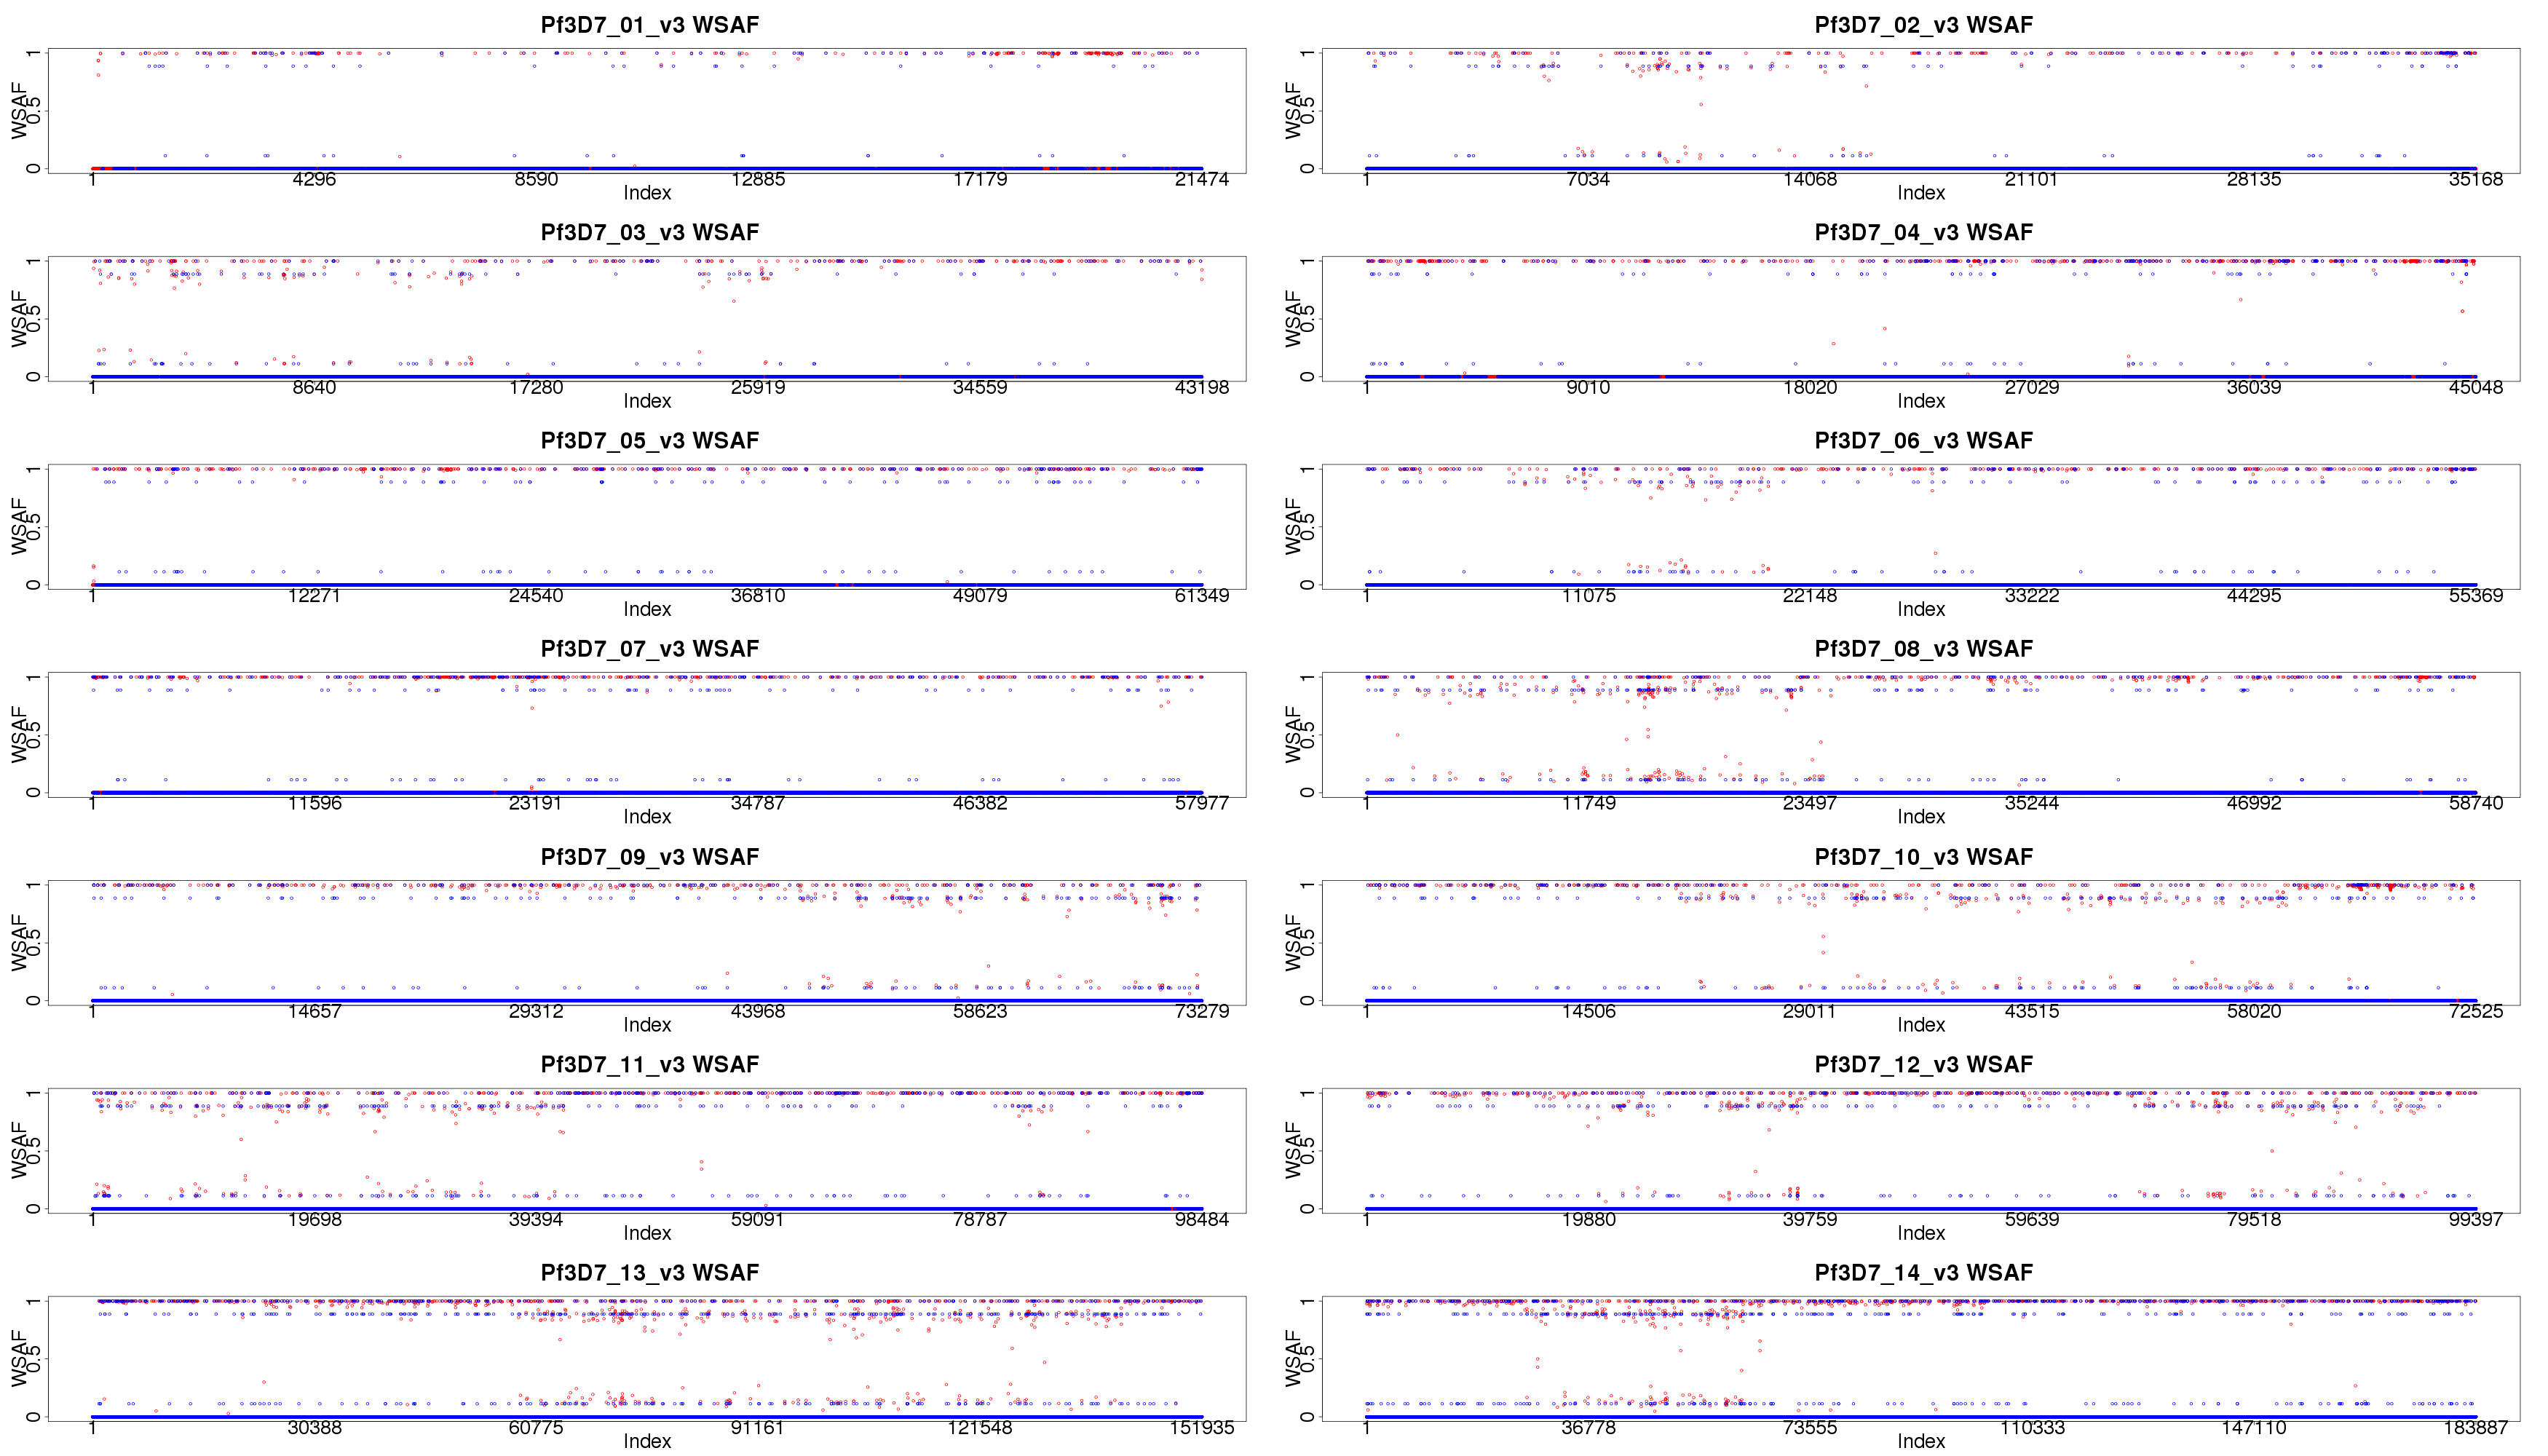 Pf3D7_01_v3 WSAF
WSAF
0 0.5 1
1 4296 8590 12885 17179 21474
Index
Pf3D7_02_v3 WSAF
WSAF
0 0.5 1
1 7034 14068 21101 28135 35168
Index
Pf3D7_03_v3 WSAF
WSAF
0 0.5 1
1 8640 17280 25919 34559 43198
Index
Pf3D7_04_v3 WSAF
WSAF
0 0.5 1
1 9010 18020 27029 36039 45048
Index
Pf3D7_05_v3 WSAF
WSAF
0 0.5 1
1 12271 24540 36810 49079 61349
Index
Pf3D7_06_v3 WSAF
WSAF
0 0.5 1
1 11075 22148 33222 44295 55369
Index
Pf3D7_07_v3 WSAF
WSAF
0 0.5 1
1 11596 23191 34787 46382 57977
Index
Pf3D7_08_v3 WSAF
WSAF
0 0.5 1
1 11749 23497 35244 46992 58740
Index
Pf3D7_09_v3 WSAF
WSAF
0 0.5 1
1 14657 29312 43968 58623 73279
Index
Pf3D7_10_v3 WSAF
WSAF
0 0.5 1
1 14506 29011 43515 58020 72525
Index
Pf3D7_11_v3 WSAF
WSAF
0 0.5 1
1 19698 39394 59091 78787 98484
Index
Pf3D7_12_v3 WSAF
WSAF
0 0.5 1
1 19880 39759 59639 79518 99397
Index
Pf3D7_13_v3 WSAF
WSAF
0 0.5 1
1 30388 60775 91161 121548 151935
Index
Pf3D7_14_v3 WSAF
WSAF
0 0.5 1
1 36778 73555 110333 147110 183887
Index